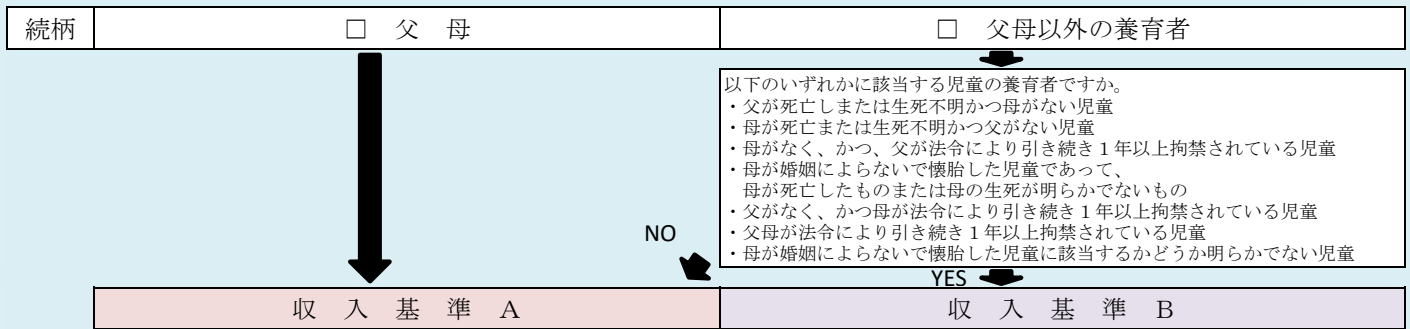 続柄
□ 父 母
□ 父母以外の養育者
以下のいずれかに該当する児童の養育者ですか。
・父が死亡しまたは生死不明かつ母がない児童
・母が死亡または生死不明かつ父がない児童
・母がなく、かつ、父が法令により引き続き１年以上拘禁されている児童
・母が婚姻によらないで懐胎した児童であって、
母が死亡したものまたは母の生死が明らかでないもの
・父がなく、かつ母が法令により引き続き１年以上拘禁されている児童
・父母が法令により引き続き１年以上拘禁されている児童
・母が婚姻によらないで懐胎した児童に該当するかどうか明らかでない児童
NO
YES
収 入 基 準 A
収 入 基 準 B